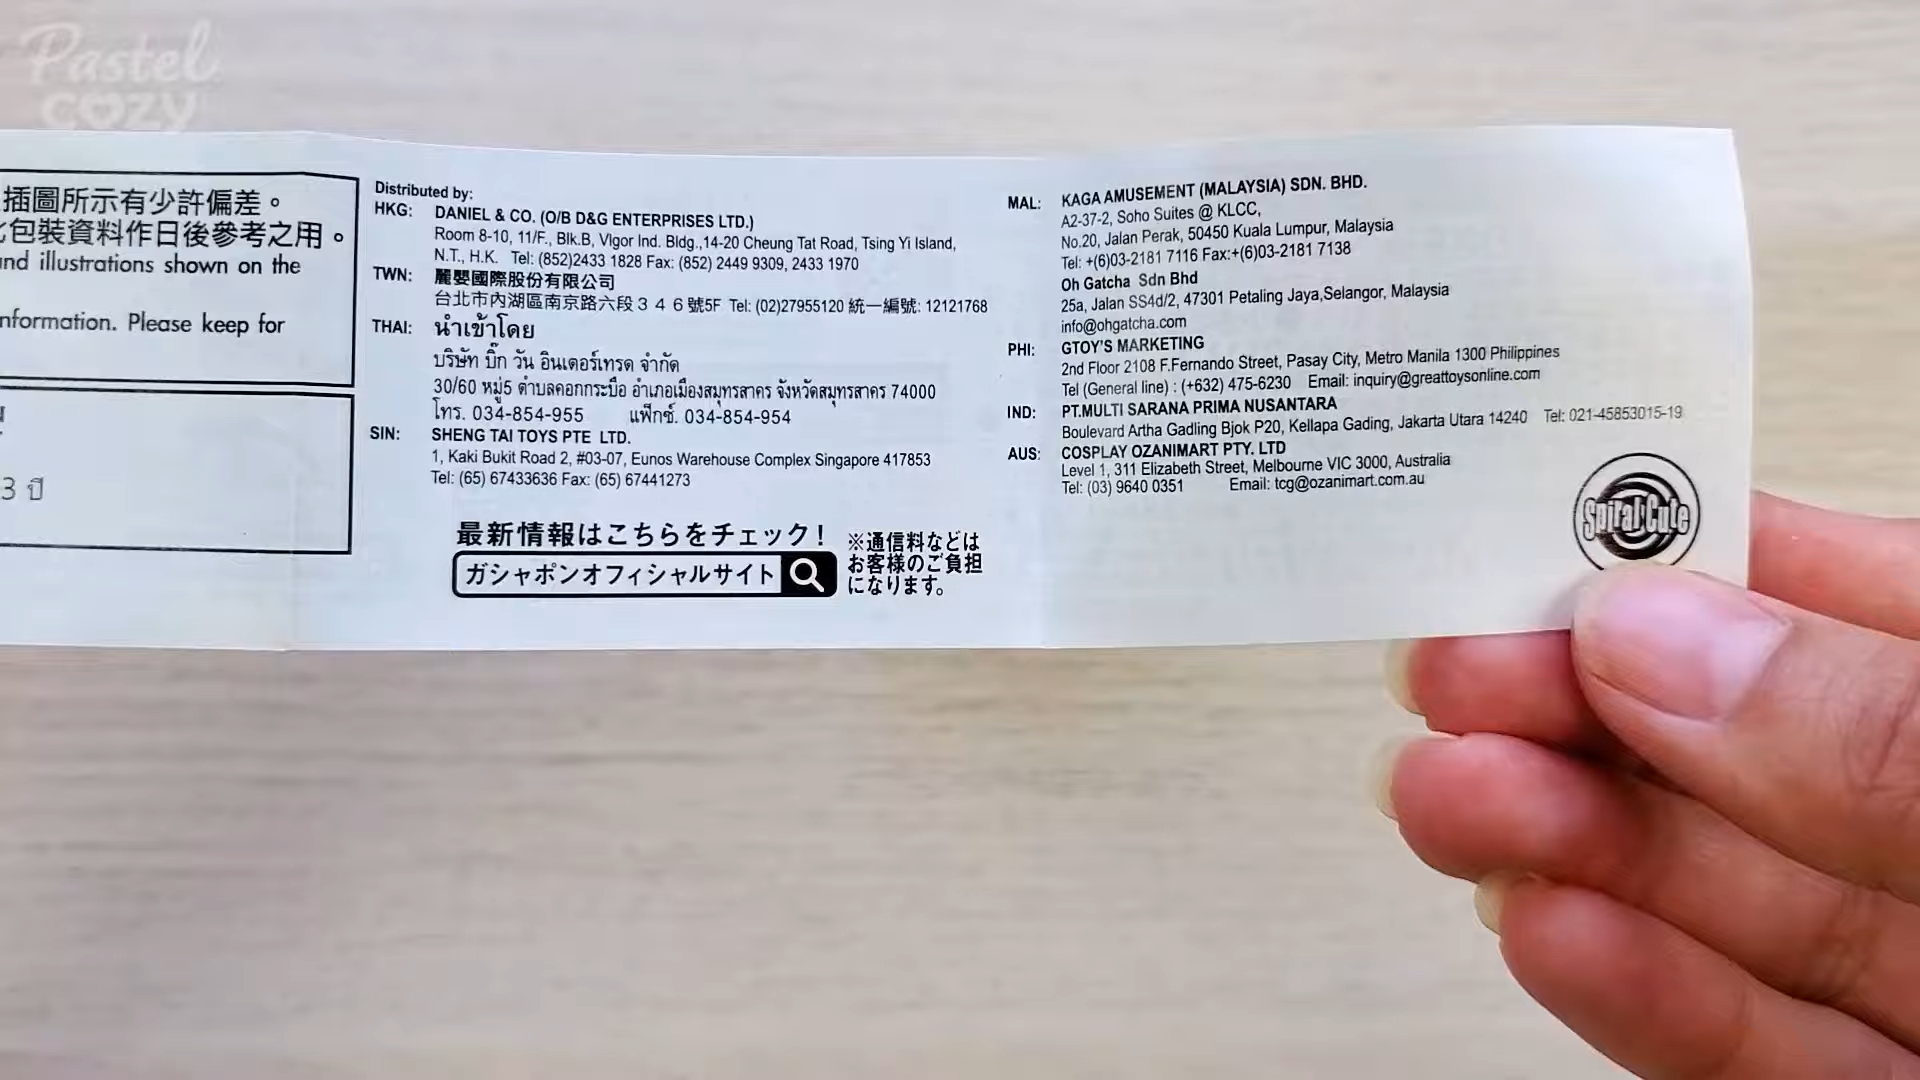 Pastel
cozy
插圖所示有少許偏差。
包裝資料作日後參考之用。
and illustrations shown on the
nformation. Please keep for
3 ปี
Distributed by:
HKG: DANIEL & CO. (O/B D&G ENTERPRISES LTD.)
Room 8-10, 11/F., Blk.B, Vigor Ind. Bldg.,14-20 Cheung Tat Road, Tsing Yi Island,
N.T., H.K. Tel: (852)2433 1828 Fax: (852) 2449 9309, 2433 1970
TWN: 麗嬰國際股份有限公司
台北市內湖區南京路六段３４６號5F Tel: (02)27955120 統一編號: 12121768
THAI: นำเข้าโดย
บริษัท บิ๊ก วัน อินเตอร์เทรด จำกัด
30/60 หมู่5 ตำบลคอกกระบือ อำเภอเมืองสมุทรสาคร จังหวัดสมุทรสาคร 74000
โทร. 034-854-955 แฟ็กซ์. 034-854-954
SIN: SHENG TAI TOYS PTE LTD.
1, Kaki Bukit Road 2, #03-07, Eunos Warehouse Complex Singapore 417853
Tel: (65) 67433636 Fax: (65) 67441273
最新情報はこちらをチェック！
ガシャポンオフィシャルサイト
※通信料などは
お客様のご負担
になります。
MAL: KAGA AMUSEMENT (MALAYSIA) SDN. BHD.
A2-37-2, Soho Suites @ KLCC,
No.20, Jalan Perak, 50450 Kuala Lumpur, Malaysia
Tel: +(6)03-2181 7116 Fax:+(6)03-2181 7138
Oh Gatcha Sdn Bhd
25a, Jalan SS4d/2, 47301 Petaling Jaya,Selangor, Malaysia
info@ohgatcha.com
PHI: GTOY'S MARKETING
2nd Floor 2108 F.Fernando Street, Pasay City, Metro Manila 1300 Philippines
Tel (General line) : (+632) 475-6230 Email: inquiry@greattoysonline.com
IND: PT.MULTI SARANA PRIMA NUSANTARA
Boulevard Artha Gadling Bjok P20, Kellapa Gading, Jakarta Utara 14240 Tel: 021-45853015-19
AUS: COSPLAY OZANIMART PTY. LTD
Level 1, 311 Elizabeth Street, Melbourne VIC 3000, Australia
Tel: (03) 9640 0351 Email: tcg@ozanimart.com.au
Spiral Cute